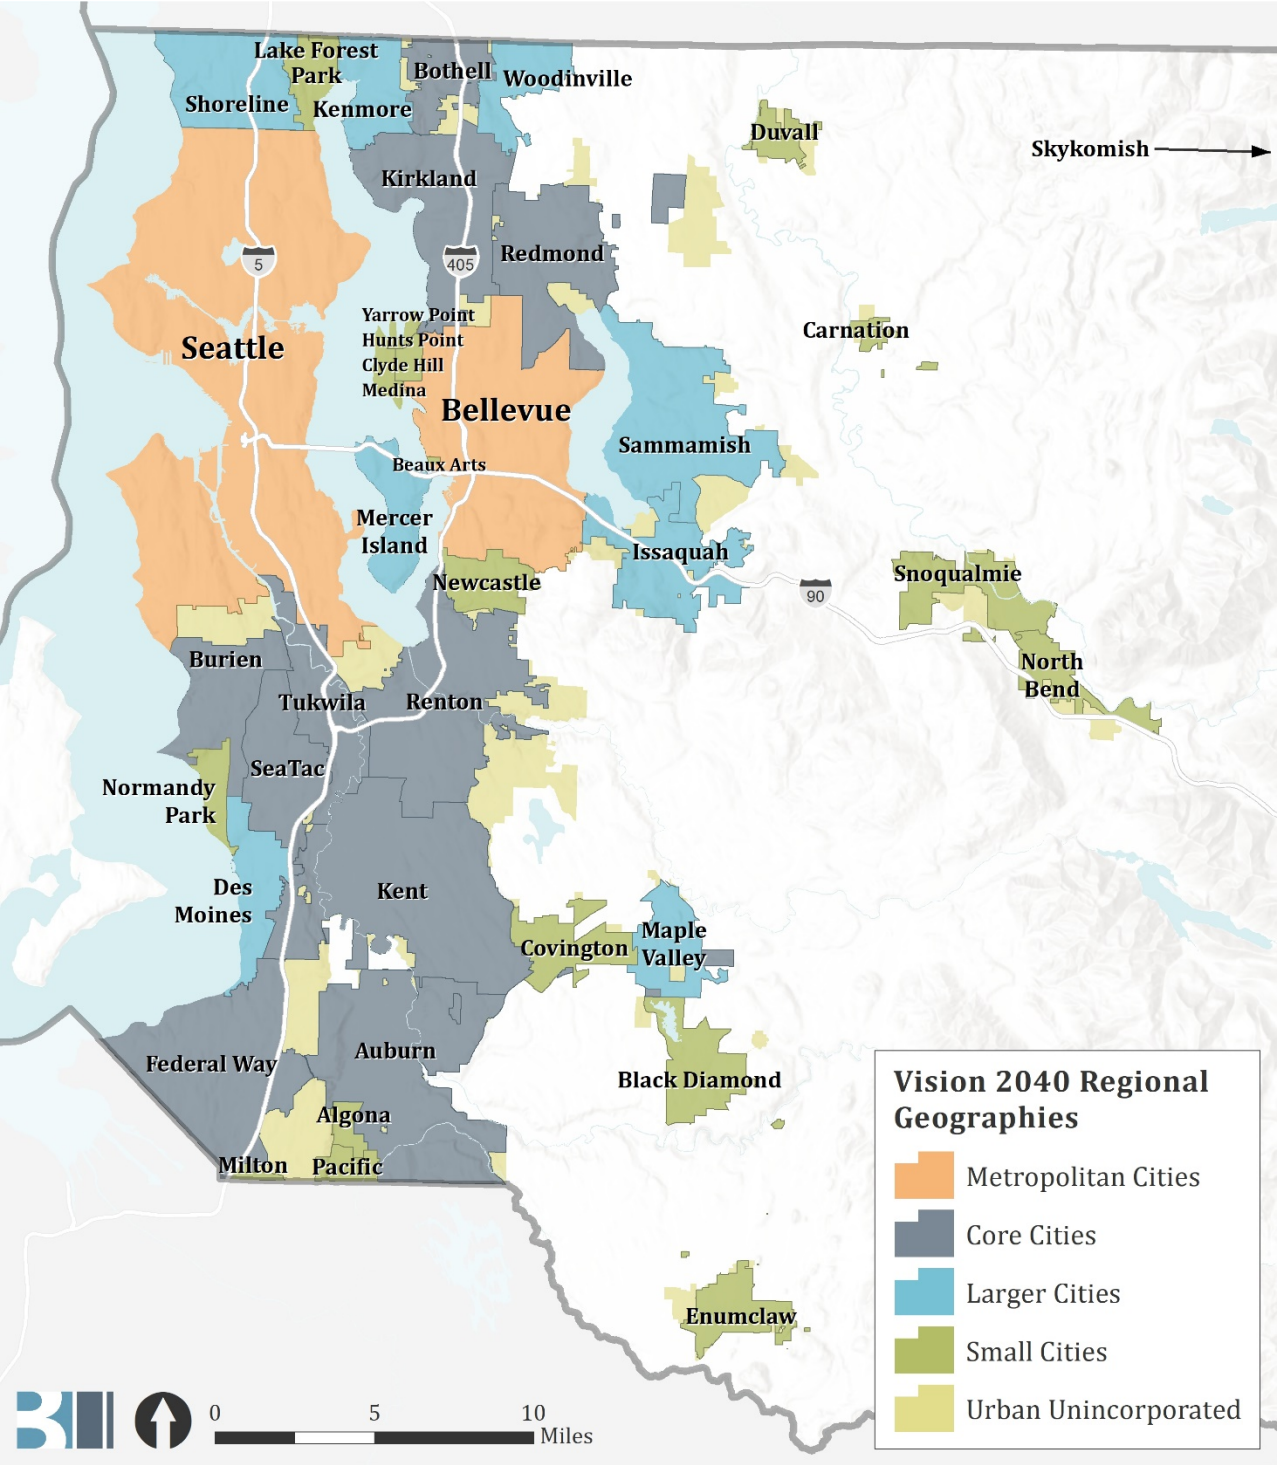 Lake Forest
Park
Bothell
Woodinville
Shoreline
Kenmore
Duvall
Skykomish
Kirkland
Redmond
5
405
Yarrow Point
Hunts Point
Clyde Hill
Medina
Carnation
Seattle
Bellevue
Sammamish
Beaux Arts
Mercer
Island
Issaquah
Newcastle
Snoqualmie
90
Burien
North
Bend
Tukwila
Renton
SeaTac
Normandy
Park
Des
Moines
Kent
Covington
Maple
Valley
Federal Way
Auburn
Black Diamond
Algona
Milton
Pacific
Enumclaw
Vision 2040 Regional
Geographies
Metropolitan Cities
Core Cities
Larger Cities
Small Cities
Urban Unincorporated
0 5 10
Miles